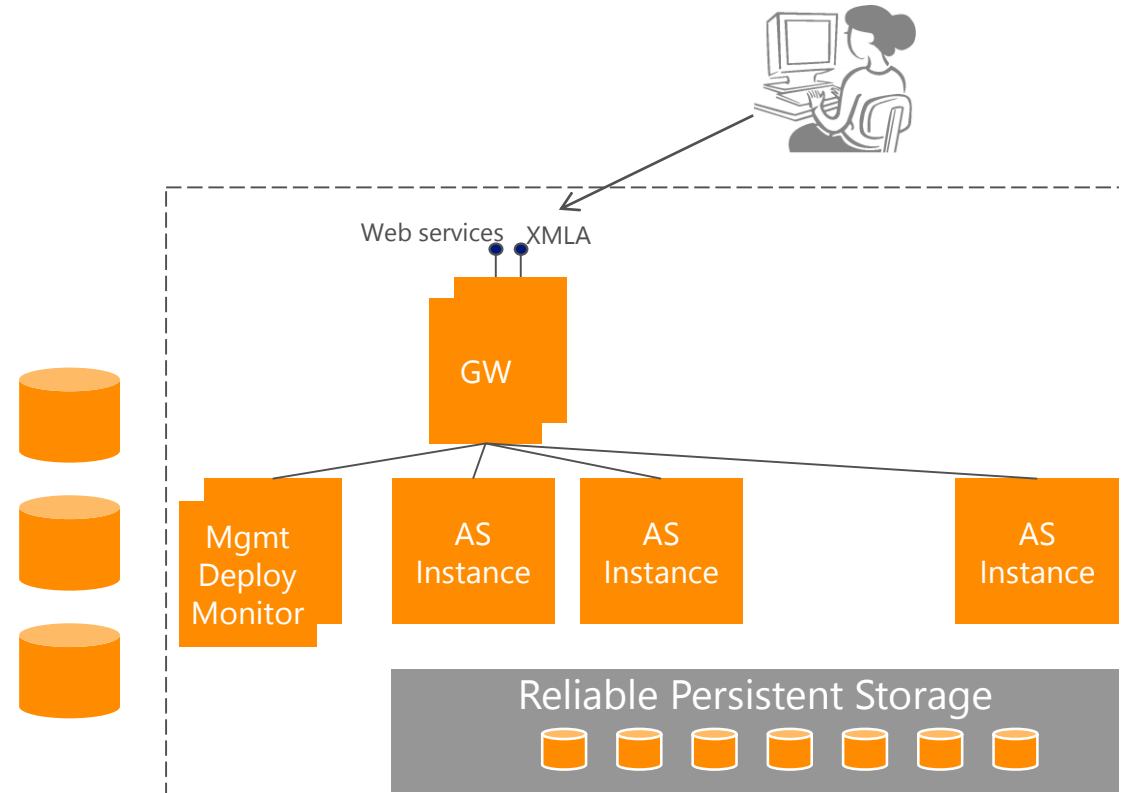 Web services
XMLA
GW
Mgmt
Deploy
Monitor
AS
Instance
AS
Instance
AS
Instance
Reliable Persistent Storage